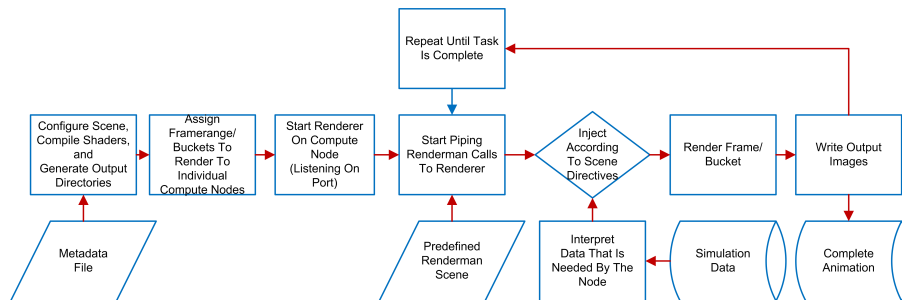 Repeat Until Task
Is Complete
Configure Scene,
Compile Shaders,
and
Generate Output
Directories
Assign
Framerange/
Buckets To
Render To
Individual
Compute Nodes
Start Renderer
On Compute
Node
(Listening On
Port)
Start Piping
Renderman Calls
To Renderer
Inject
According
To Scene
Directives
Render Frame/
Bucket
Write Output
Images
Metadata
File
Predefined
Renderman
Scene
Interpret
Data That Is
Needed By The
Node
Simulation
Data
Complete
Animation